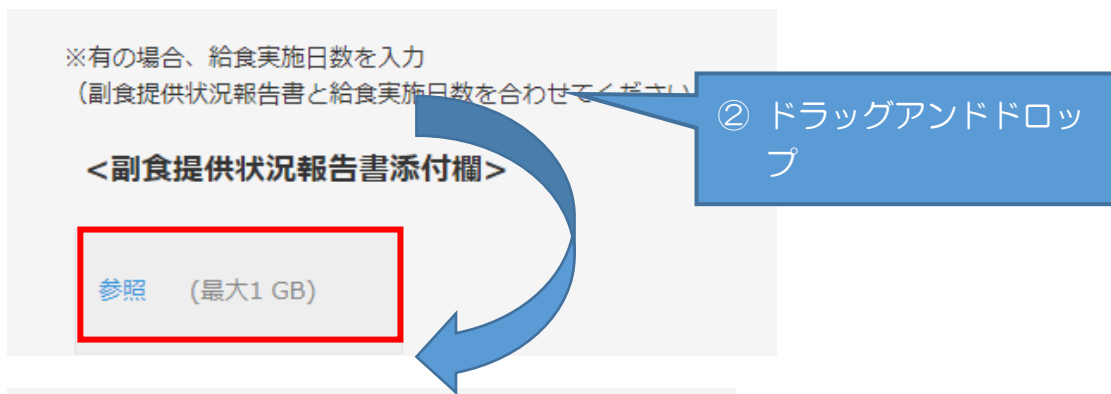 ※有の場合、給食実施日数を入力
（副食提供状況報告書と給食実施日数を合わせてください
② ドラッグアンドドロッ
プ
<副食提供状況報告書添付欄>
参照 (最大1 GB)